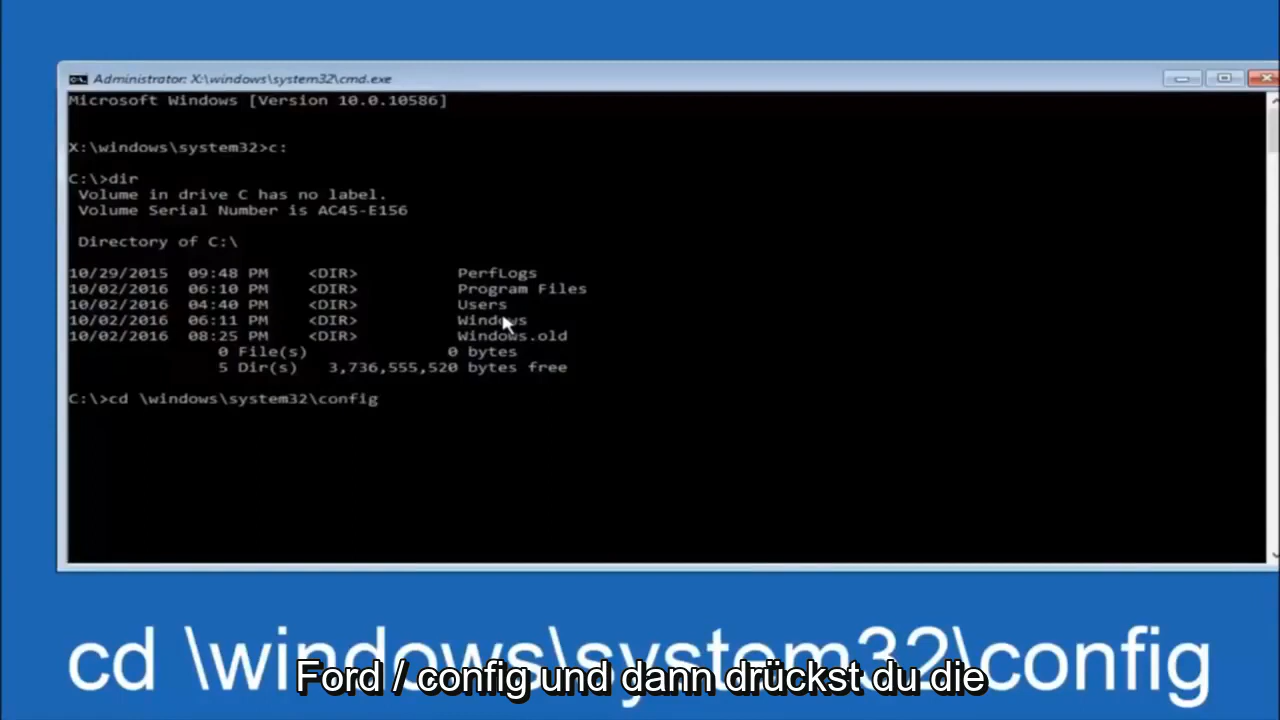 Administrator: X:\windows\system32\cmd.exe
Microsoft Windows [Version 10.0.10586]
X:\windows\system32>c:
C:\>dir
Volume in drive C has no label.
Volume Serial Number is AC45-E156
Directory of C:\
10/29/2015 09:48 PM <DIR> PerfLogs
10/02/2016 06:10 PM <DIR> Program Files
10/02/2016 04:40 PM <DIR> Users
10/02/2016 06:11 PM <DIR> Windows
10/02/2016 08:25 PM <DIR> Windows.old
0 File(s) 0 bytes
5 Dir(s) 3,736,555,520 bytes free
C:\>cd \windows\system32\config
cd \windows\system32\config
Ford / config und dann drückst du die